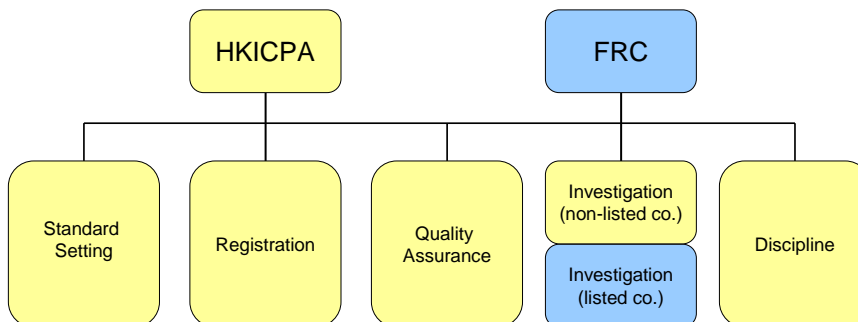 HKICPA
FRC
Standard
Setting
Registration
Quality
Assurance
Investigation
(non-listed co.)
Investigation
(listed co.)
Discipline